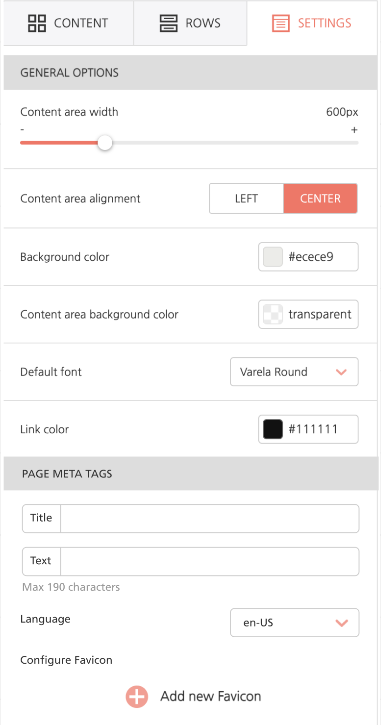 CONTENT ROWS SETTINGS
GENERAL OPTIONS
Content area width 600px
- +
Content area alignment LEFT CENTER
Background color #ecece9
Content area background color transparent
Default font Varela Round
Link color #111111
PAGE META TAGS
Title
Text
Max 190 characters
Language en-US
Configure Favicon
Add new Favicon